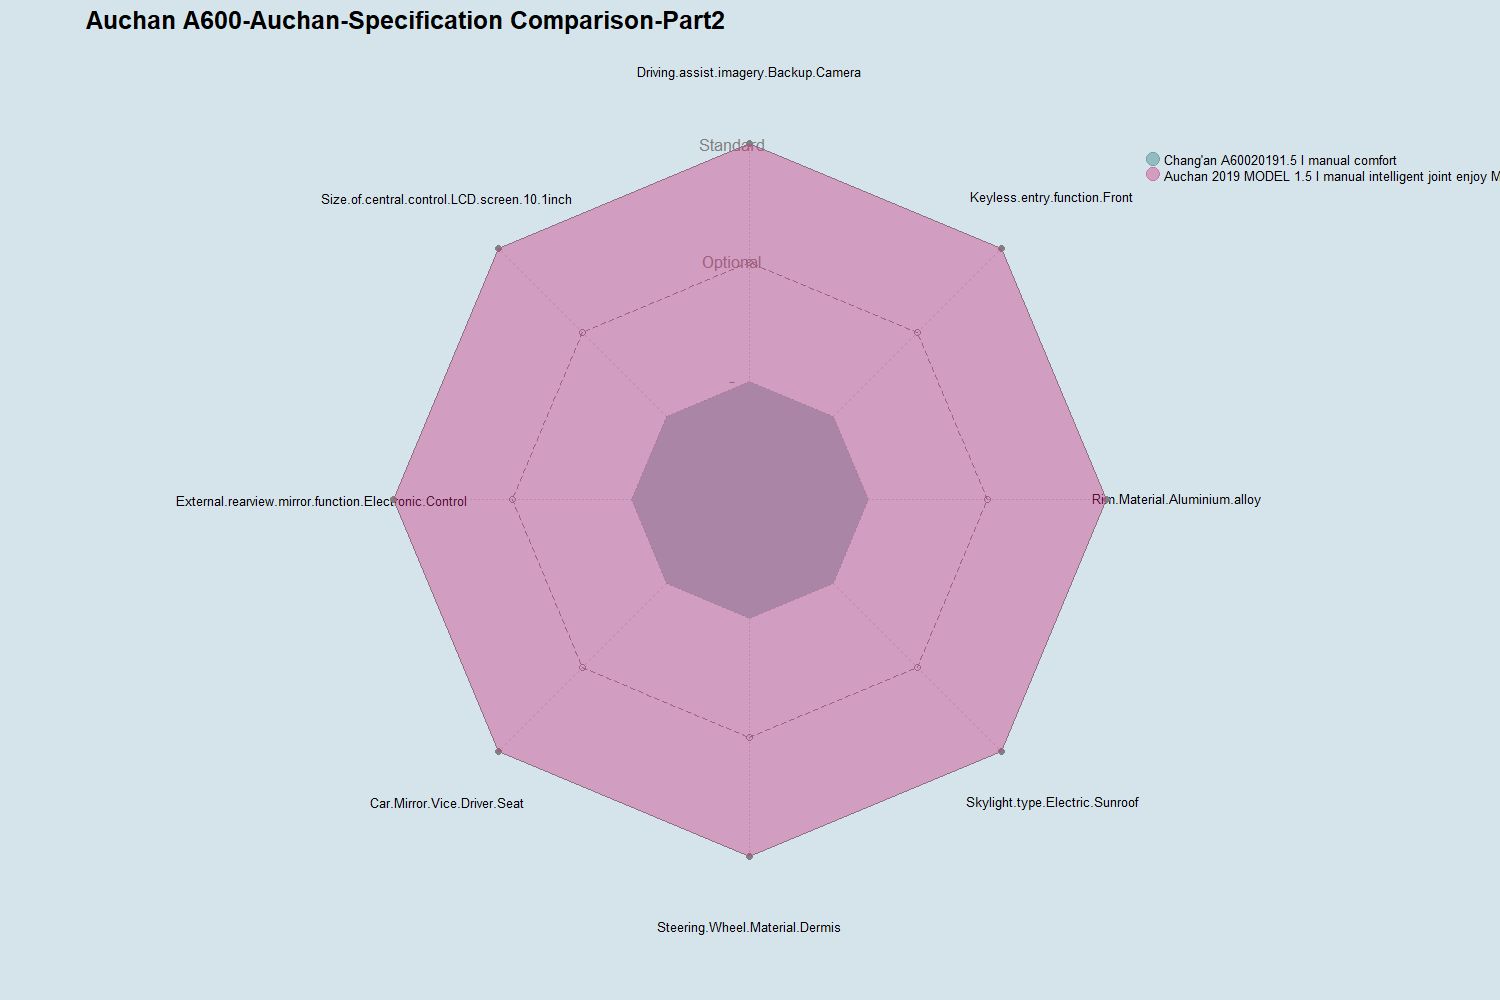 Auchan A600-Auchan-Specification Comparison-Part2
Driving.assist.imagery.Backup.Camera
Standard
Chang'an A60020191.5 l manual comfort
Auchan 2019 MODEL 1.5 l manual intelligent joint enjoy M
Size.of.central.control.LCD.screen.10.1inch
Keyless.entry.function.Front
Optional
–
External.rearview.mirror.function.Electronic.Control
Rim.Material.Aluminium.alloy
Car.Mirror.Vice.Driver.Seat
Skylight.type.Electric.Sunroof
Steering.Wheel.Material.Dermis